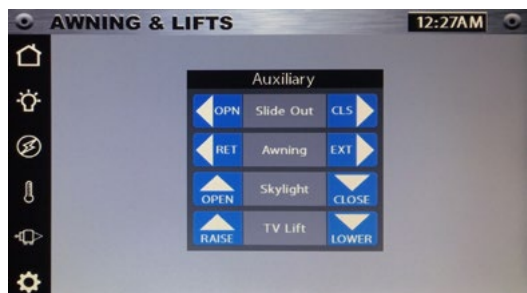 AWNING & LIFTS 12:27AM
Auxiliary
OPN Slide Out CLS
RET Awning EXT
OPEN Skylight CLOSE
RAISE TV Lift LOWER